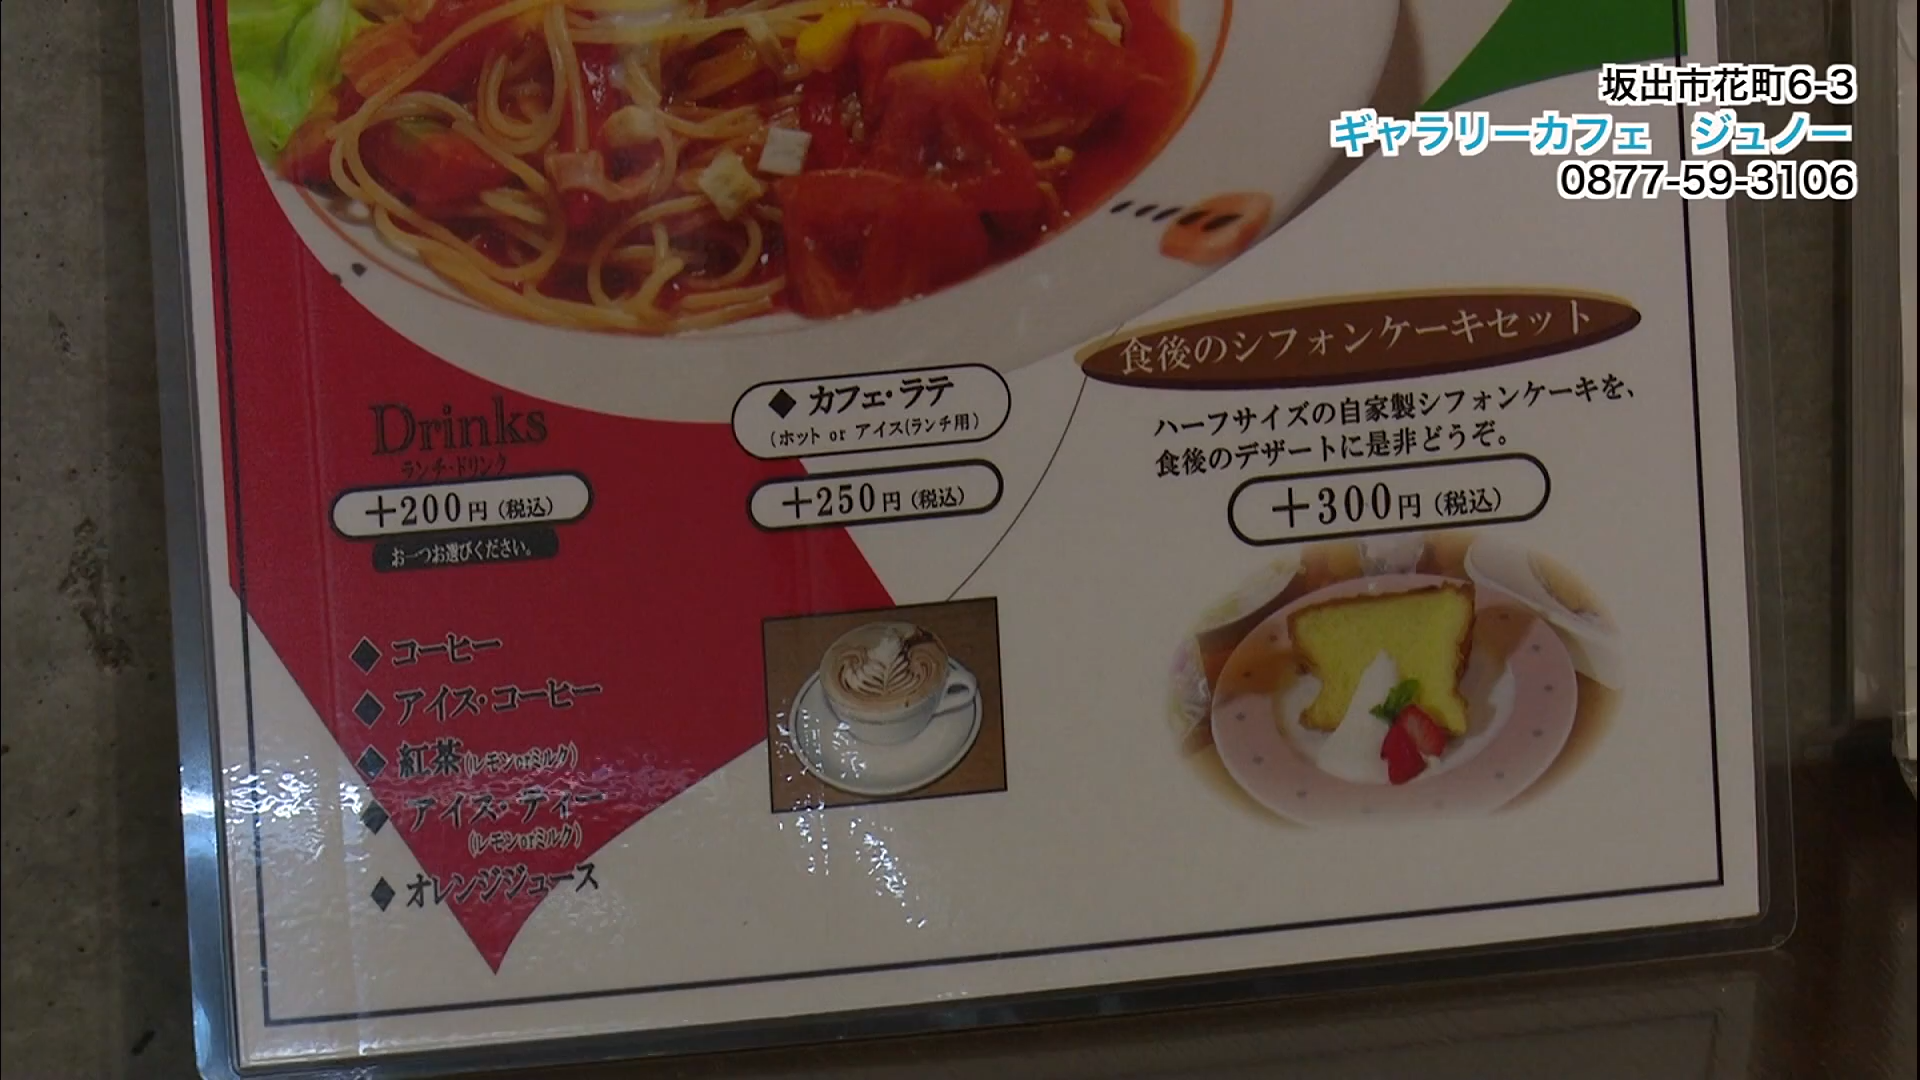 坂出市花町6-3
ギャラリーカフェ　ジュノー
0877-59-3106
Drinks
ランチ・ドリンク
＋200円(税込)
お一つお選びください。
◆ コーヒー
◆ アイス・コーヒー
◆ 紅茶(レモンorミルク)
◆ アイス・ティー
(レモンorミルク)
◆ オレンジジュース
◆ カフェ・ラテ
(ホット or アイス(ランチ用)
＋250円(税込)
食後のシフォンケーキセット
ハーフサイズの自家製シフォンケーキを、
食後のデザートに是非どうぞ。
＋300円(税込)